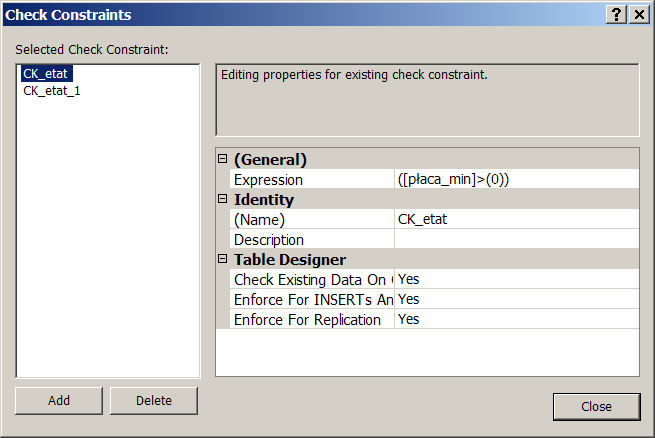 Check Constraints
Selected Check Constraint:
CK_etat
CK_etat_1
Editing properties for existing check constraint.
(General)
Expression ([płaca_min]>(0))
Identity
(Name) CK_etat
Description
Table Designer
Check Existing Data On Yes
Enforce For INSERTs An Yes
Enforce For Replication Yes
Add Delete
Close